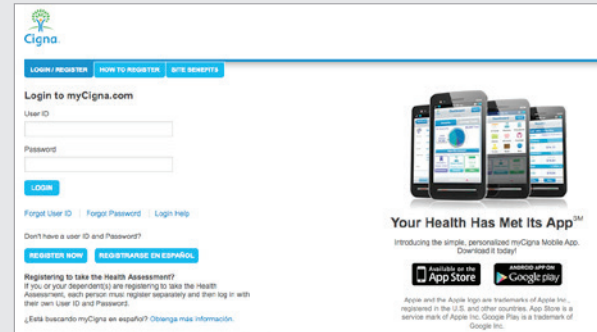 Cigna.
LOGIN / REGISTER HOW TO REGISTER SITE BENEFITS
Login to myCigna.com
User ID
Password
LOGIN
Forgot User ID | Forgot Password | Login Help
Don't have a user ID and Password?
REGISTER NOW REGISTRARSE EN ESPAÑOL
Registering to take the Health Assessment?
If you or your dependent(s) are registering to take the Health
Assessment, each person must register separately and then log in with
their own User ID and Password.
¿Está buscando myCigna en español? Obtenga más información.
Your Health Has Met Its App℠
Introducing the simple, personalized myCigna Mobile App.
Download it today!
Available on the
App Store
ANDROID APP ON
Google play
Apple and the Apple logo are trademarks of Apple Inc.,
registered in the U.S. and other countries. App Store is a
service mark of Apple Inc. Google Play is a trademark of
Google Inc.